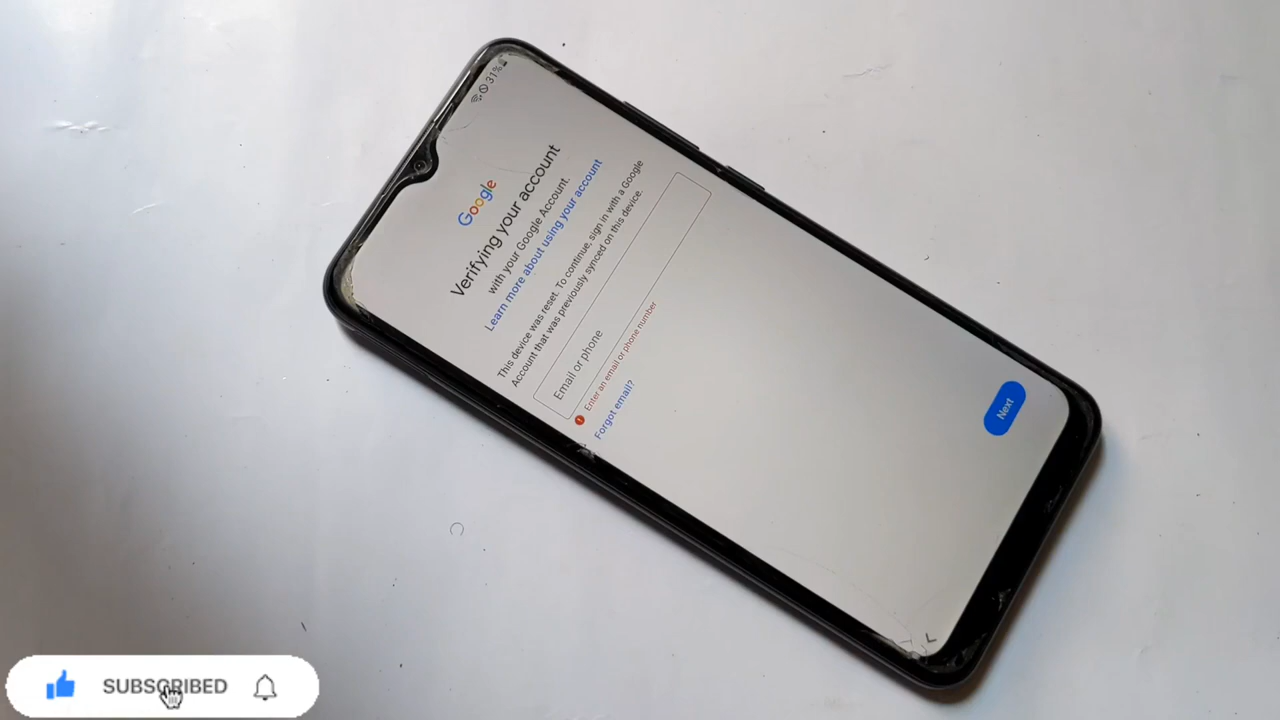 31%
Google
Verifying your account
with your Google Account.
Learn more about using your account
This device was reset. To continue, sign in with a Google
Account that was previously synced on this device.
Email or phone
Enter an email or phone number
Forgot email?
Next
SUBSCRIBED